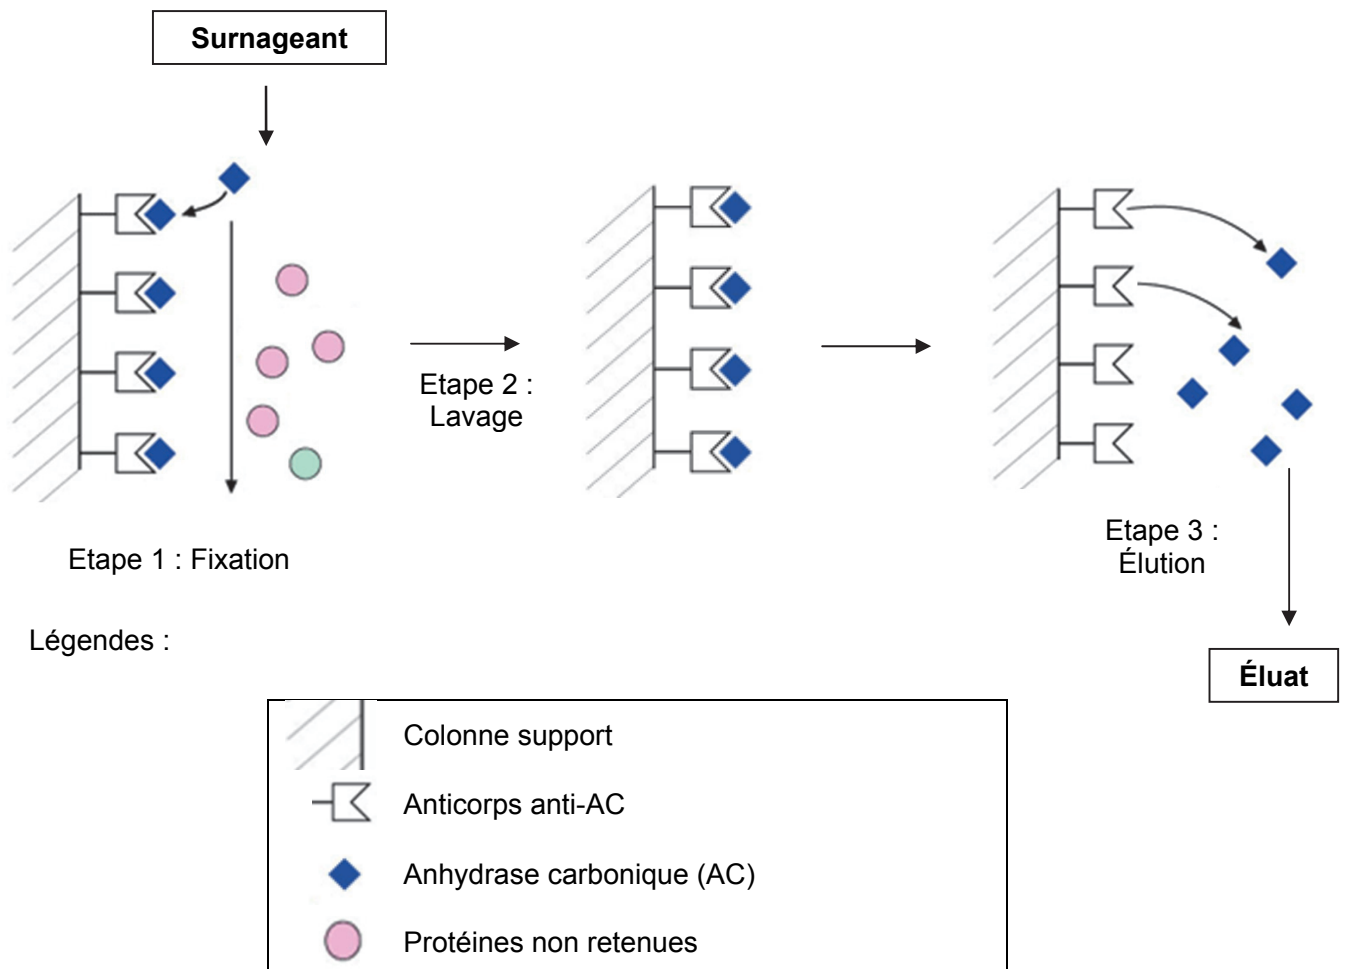 Surnageant
Etape 2 :
Lavage
Etape 1 : Fixation
Etape 3 :
Élution
Légendes :
Éluat
Colonne support
Anticorps anti-AC
Anhydrase carbonique (AC)
Protéines non retenues